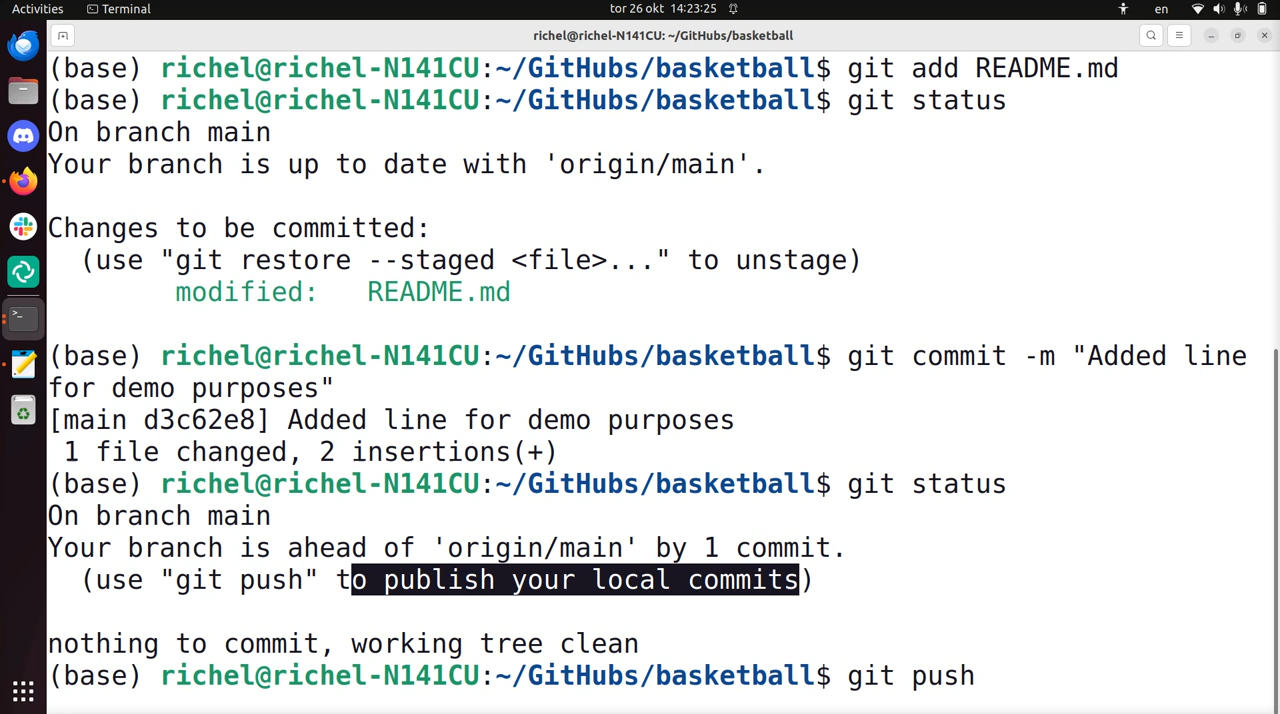 Activities
Terminal
tor 26 okt 14:23:25
en
richel@richel-N141CU: ~/GitHubs/basketball
(base) richel@richel-N141CU:~/GitHubs/basketball$ git add README.md
(base) richel@richel-N141CU:~/GitHubs/basketball$ git status
On branch main
Your branch is up to date with 'origin/main'.
Changes to be committed:
(use "git restore --staged <file>..." to unstage)
modified: README.md
(base) richel@richel-N141CU:~/GitHubs/basketball$ git commit -m "Added line
for demo purposes"
[main d3c62e8] Added line for demo purposes
1 file changed, 2 insertions(+)
(base) richel@richel-N141CU:~/GitHubs/basketball$ git status
On branch main
Your branch is ahead of 'origin/main' by 1 commit.
(use "git push" to publish your local commits)
nothing to commit, working tree clean
(base) richel@richel-N141CU:~/GitHubs/basketball$ git push